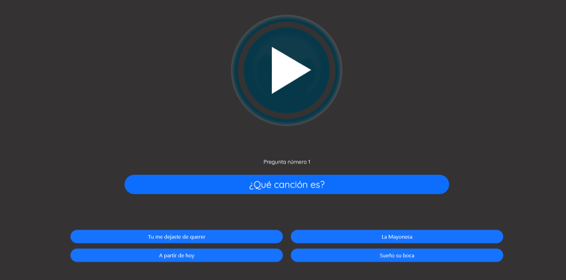 Pregunta número 1
¿Qué canción es?
Tu me dejaste de querer
La Mayonesa
A partir de hoy
Sueño su boca